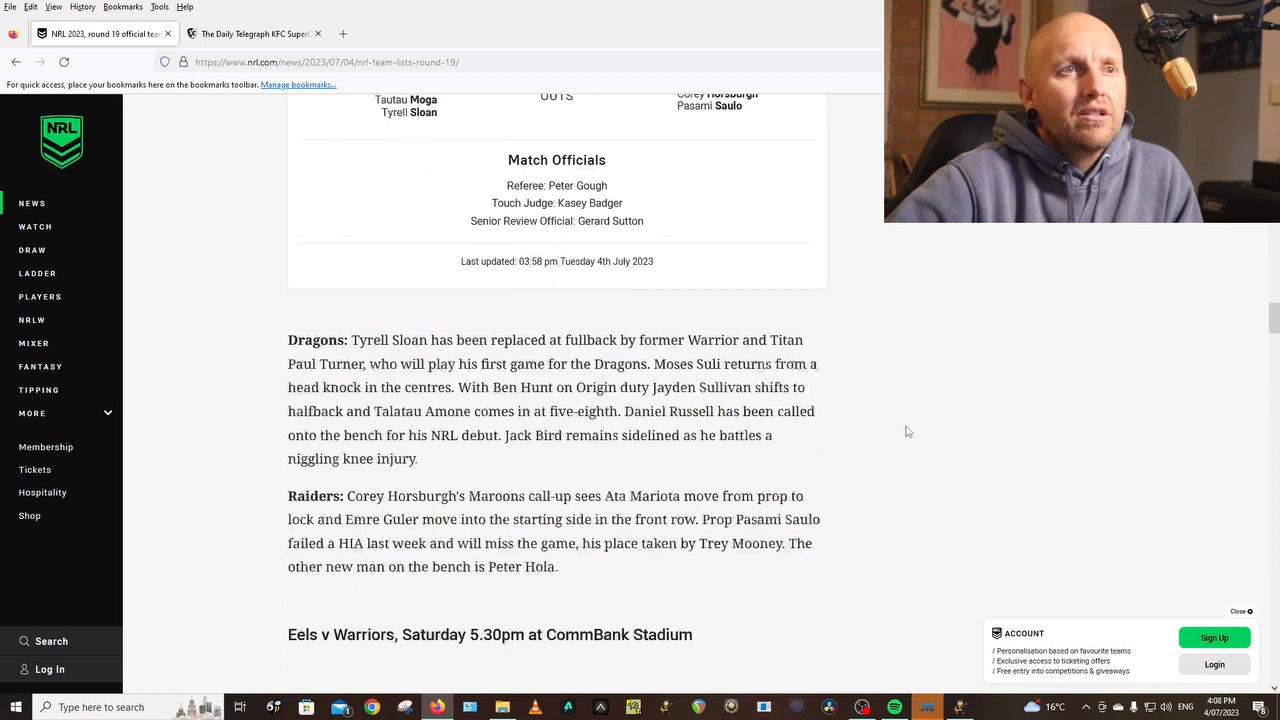 File Edit View History Bookmarks Tools Help
NRL 2023, round 19 official tea
The Daily Telegraph KFC Super
https://www.nrl.com/news/2023/07/04/nrl-team-lists-round-19/
For quick access, place your bookmarks here on the bookmarks toolbar. Manage bookmarks...
NRL
NEWS
WATCH
DRAW
LADDER
PLAYERS
NRLW
MIXER
FANTASY
TIPPING
MORE
Membership
Tickets
Hospitality
Shop
Search
Log In
Tautau Moga
Tyrell Sloan
OUTS
Corey Horsburgh
Pasami Saulo
Match Officials
Referee: Peter Gough
Touch Judge: Kasey Badger
Senior Review Official: Gerard Sutton
Last updated: 03:58 pm Tuesday 4th July 2023
Dragons: Tyrell Sloan has been replaced at fullback by former Warrior and Titan
Paul Turner, who will play his first game for the Dragons. Moses Suli returns from a
head knock in the centres. With Ben Hunt on Origin duty Jayden Sullivan shifts to
halfback and Talatau Amone comes in at five-eighth. Daniel Russell has been called
onto the bench for his NRL debut. Jack Bird remains sidelined as he battles a
niggling knee injury.
Raiders: Corey Horsburgh's Maroons call-up sees Ata Mariota move from prop to
lock and Emre Guler move into the starting side in the front row. Prop Pasami Saulo
failed a HIA last week and will miss the game, his place taken by Trey Mooney. The
other new man on the bench is Peter Hola.
Eels v Warriors, Saturday 5.30pm at CommBank Stadium
Close
ACCOUNT
/ Personalisation based on favourite teams
/ Exclusive access to ticketing offers
/ Free entry into competitions & giveaways
Sign Up
Login
Type here to search
16°C
4:08 PM
4/07/2023